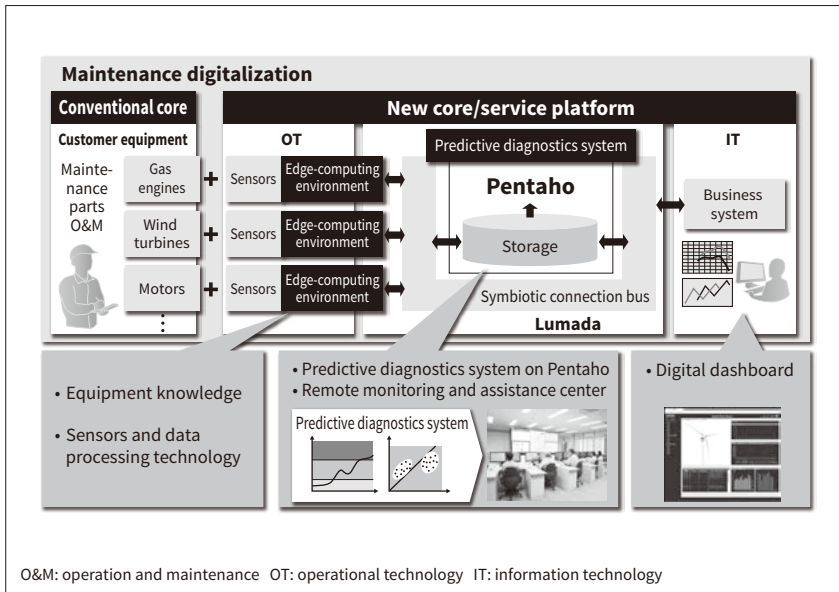 Maintenance digitalization
Conventional core
New core/service platform
Customer equipment
OT
IT
Predictive diagnostics system
Mainte-
nance
parts
O&M
Gas
engines
+
Sensors
Edge-computing
environment
Wind
turbines
+
Sensors
Edge-computing
environment
Motors
+
Sensors
Edge-computing
environment
Pentaho
Storage
Symbiotic connection bus
Lumada
Business
system
• Equipment knowledge
• Sensors and data
processing technology
• Predictive diagnostics system on Pentaho
• Remote monitoring and assistance center
Predictive diagnostics system
• Digital dashboard
O&M: operation and maintenance OT: operational technology IT: information technology